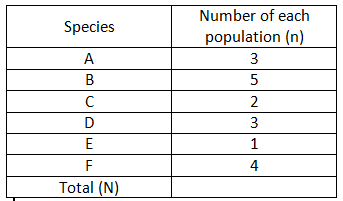 Species Number of each
population (n)
A 3
B 5
C 2
D 3
E 1
F 4
Total (N)